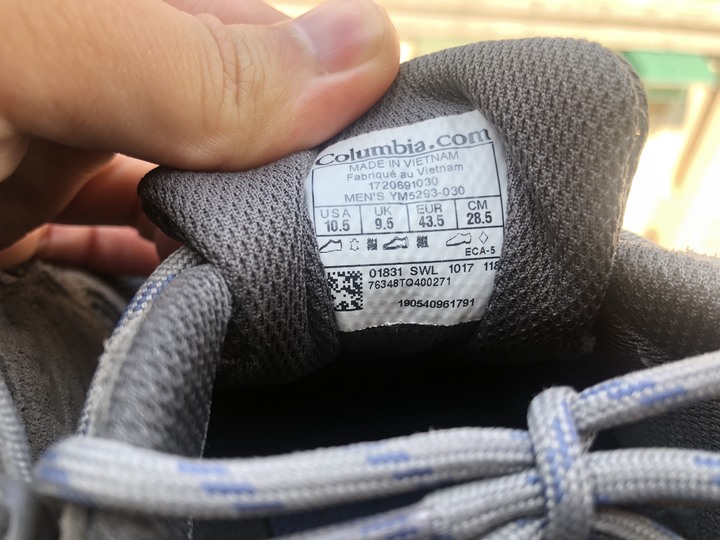 Columbia.com
MADE IN VIETNAM
Fabriqué au Vietnam
1720691030
MEN'S YM5293-030
USA UK EUR CM
10.5 9.5 43.5 28.5
ECA-5
01831 SWL 1017 118
76348TQ400271
190540961791